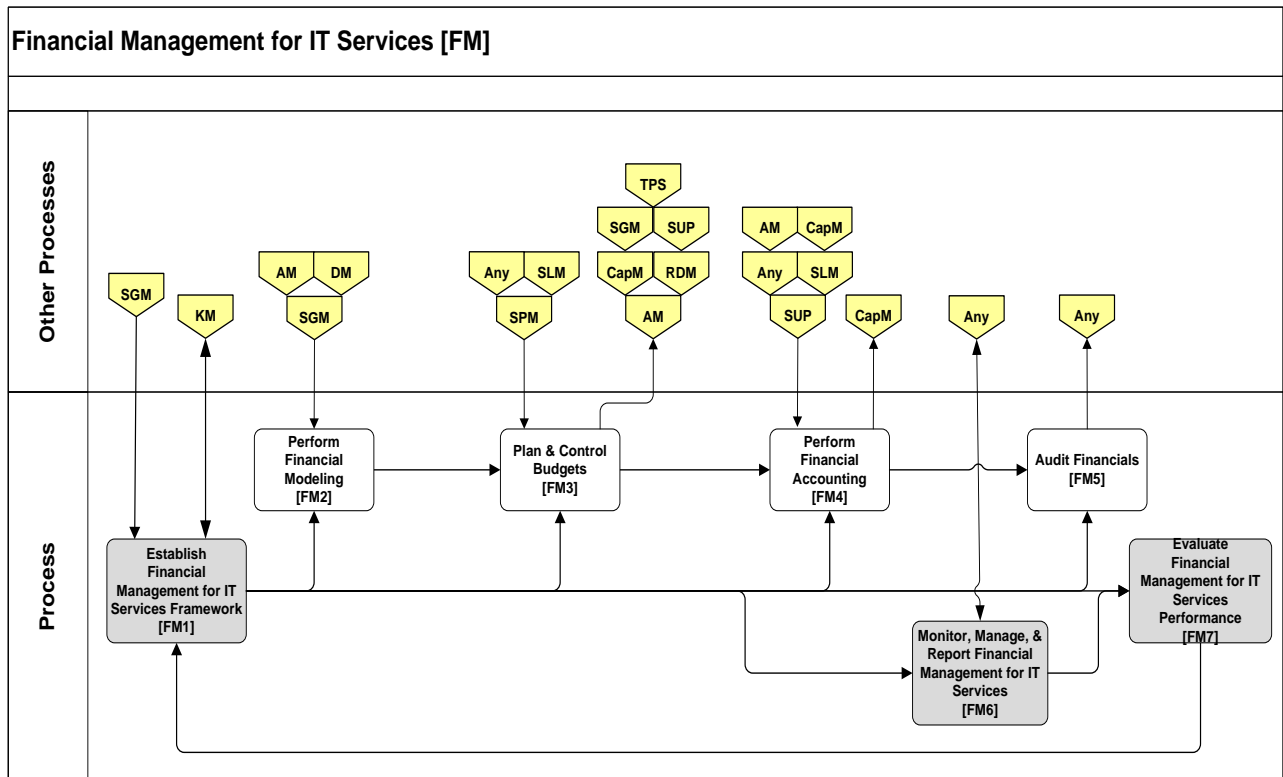 Financial Management for IT Services [FM]
Other Processes
TPS
SGM SUP
AM CapM
AM DM
Any SLM
CapM RDM
Any SLM
SGM
KM
SGM
SPM
AM
SUP
CapM
Any
Any
Process
Perform
Financial
Modeling
[FM2]
Plan & Control
Budgets
[FM3]
Perform
Financial
Accounting
[FM4]
Audit Financials
[FM5]
Establish
Financial
Management for IT
Services Framework
[FM1]
Evaluate
Financial
Management for IT
Services
Performance
[FM7]
Monitor, Manage, &
Report Financial
Management for IT
Services
[FM6]